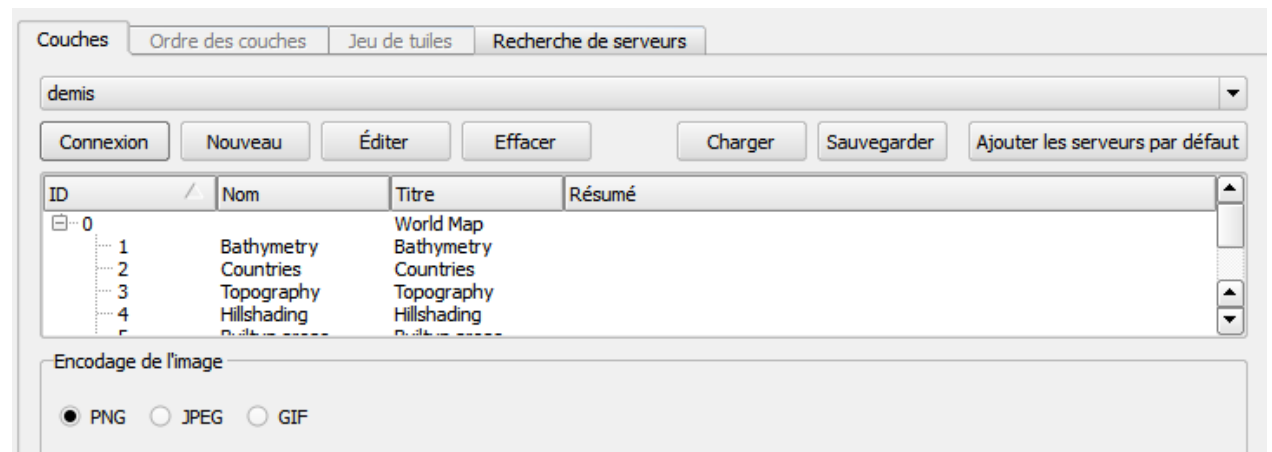 Couches Ordre des couches Jeu de tuiles Recherche de serveurs
demis
Connexion Nouveau Éditer Effacer Charger Sauvegarder Ajouter les serveurs par défaut
ID Nom Titre Résumé
0 World Map
1 Bathymetry Bathymetry
2 Countries Countries
3 Topography Topography
4 Hillshading Hillshading
Encodage de l'image
PNG JPEG GIF